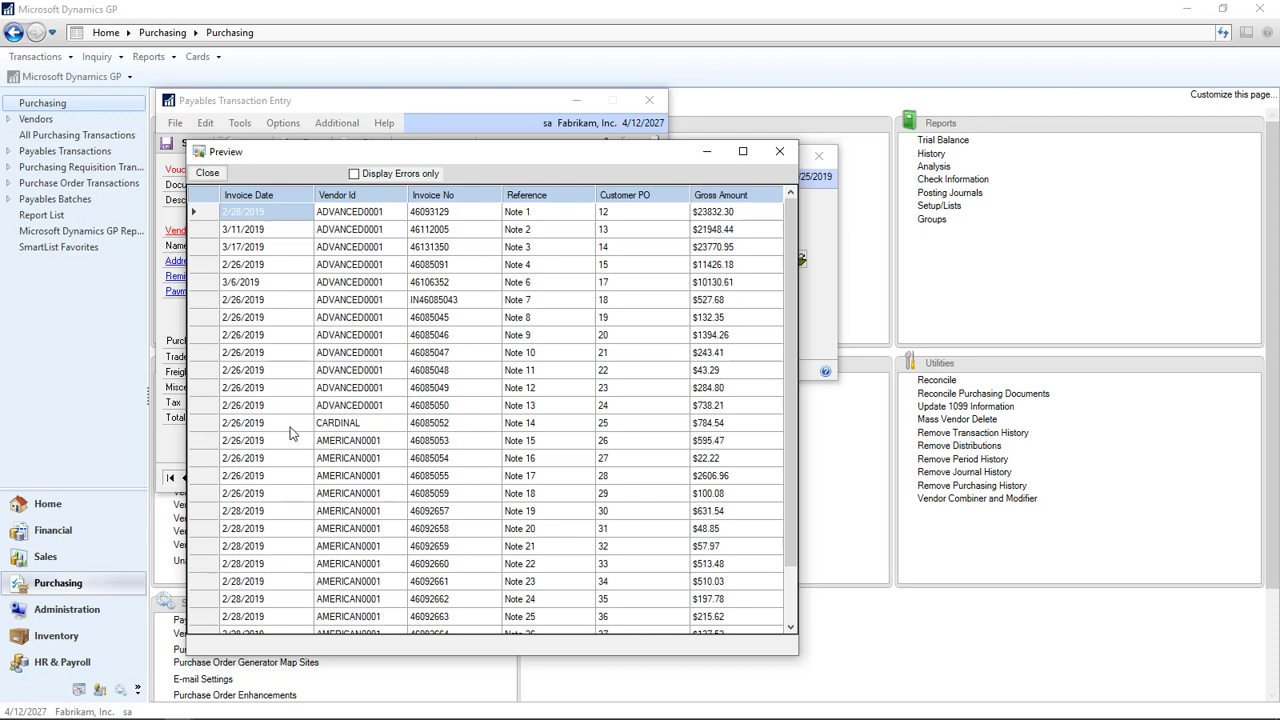 Microsoft Dynamics GP
Home Purchasing Purchasing
Transactions Inquiry Reports Cards
Microsoft Dynamics GP
Customize this page...
Purchasing
Vendors
All Purchasing Transactions
Payables Transactions
Purchasing Requisition Tran...
Purchase Order Transactions
Payables Batches
Report List
Microsoft Dynamics GP Rep...
SmartList Favorites
Home
Financial
Sales
Purchasing
Administration
Inventory
HR & Payroll
4/12/2027 Fabrikam, Inc. sa
Payables Transaction Entry
File Edit Tools Options Additional Help sa Fabrikam, Inc. 4/12/2027
Vouc
Docu
Desc
Vend
Name
Addr
Remi
Paym
Purch
Trade
Freigh
Misce
Tax
Total
/25/2019
Preview
Close Display Errors only
Invoice Date Vendor Id Invoice No Reference Customer PO Gross Amount
2/28/2019 ADVANCED0001 46093129 Note 1 12 $23832.30
3/11/2019 ADVANCED0001 46112005 Note 2 13 $21948.44
3/17/2019 ADVANCED0001 46131350 Note 3 14 $23770.95
2/26/2019 ADVANCED0001 46085091 Note 4 15 $11426.18
3/6/2019 ADVANCED0001 46106352 Note 6 17 $10130.61
2/26/2019 ADVANCED0001 IN46085043 Note 7 18 $527.68
2/26/2019 ADVANCED0001 46085045 Note 8 19 $132.35
2/26/2019 ADVANCED0001 46085046 Note 9 20 $1394.26
2/26/2019 ADVANCED0001 46085047 Note 10 21 $243.41
2/26/2019 ADVANCED0001 46085048 Note 11 22 $43.29
2/26/2019 ADVANCED0001 46085049 Note 12 23 $284.80
2/26/2019 ADVANCED0001 46085050 Note 13 24 $738.21
2/26/2019 CARDINAL 46085052 Note 14 25 $784.54
2/26/2019 AMERICAN0001 46085053 Note 15 26 $595.47
2/26/2019 AMERICAN0001 46085054 Note 16 27 $22.22
2/26/2019 AMERICAN0001 46085055 Note 17 28 $2606.96
2/26/2019 AMERICAN0001 46085059 Note 18 29 $100.08
2/28/2019 AMERICAN0001 46092657 Note 19 30 $631.54
2/28/2019 AMERICAN0001 46092658 Note 20 31 $48.85
2/28/2019 AMERICAN0001 46092659 Note 21 32 $57.97
2/28/2019 AMERICAN0001 46092660 Note 22 33 $513.48
2/28/2019 AMERICAN0001 46092661 Note 23 34 $510.03
2/28/2019 AMERICAN0001 46092662 Note 24 35 $197.78
2/28/2019 AMERICAN0001 46092663 Note 25 36 $215.62
Purchase Order Generator Map Sites
E-mail Settings
Purchase Order Enhancements
Reports
Trial Balance
History
Analysis
Check Information
Posting Journals
Setup/Lists
Groups
Utilities
Reconcile
Reconcile Purchasing Documents
Update 1099 Information
Mass Vendor Delete
Remove Transaction History
Remove Distributions
Remove Period History
Remove Journal History
Remove Purchasing History
Vendor Combiner and Modifier